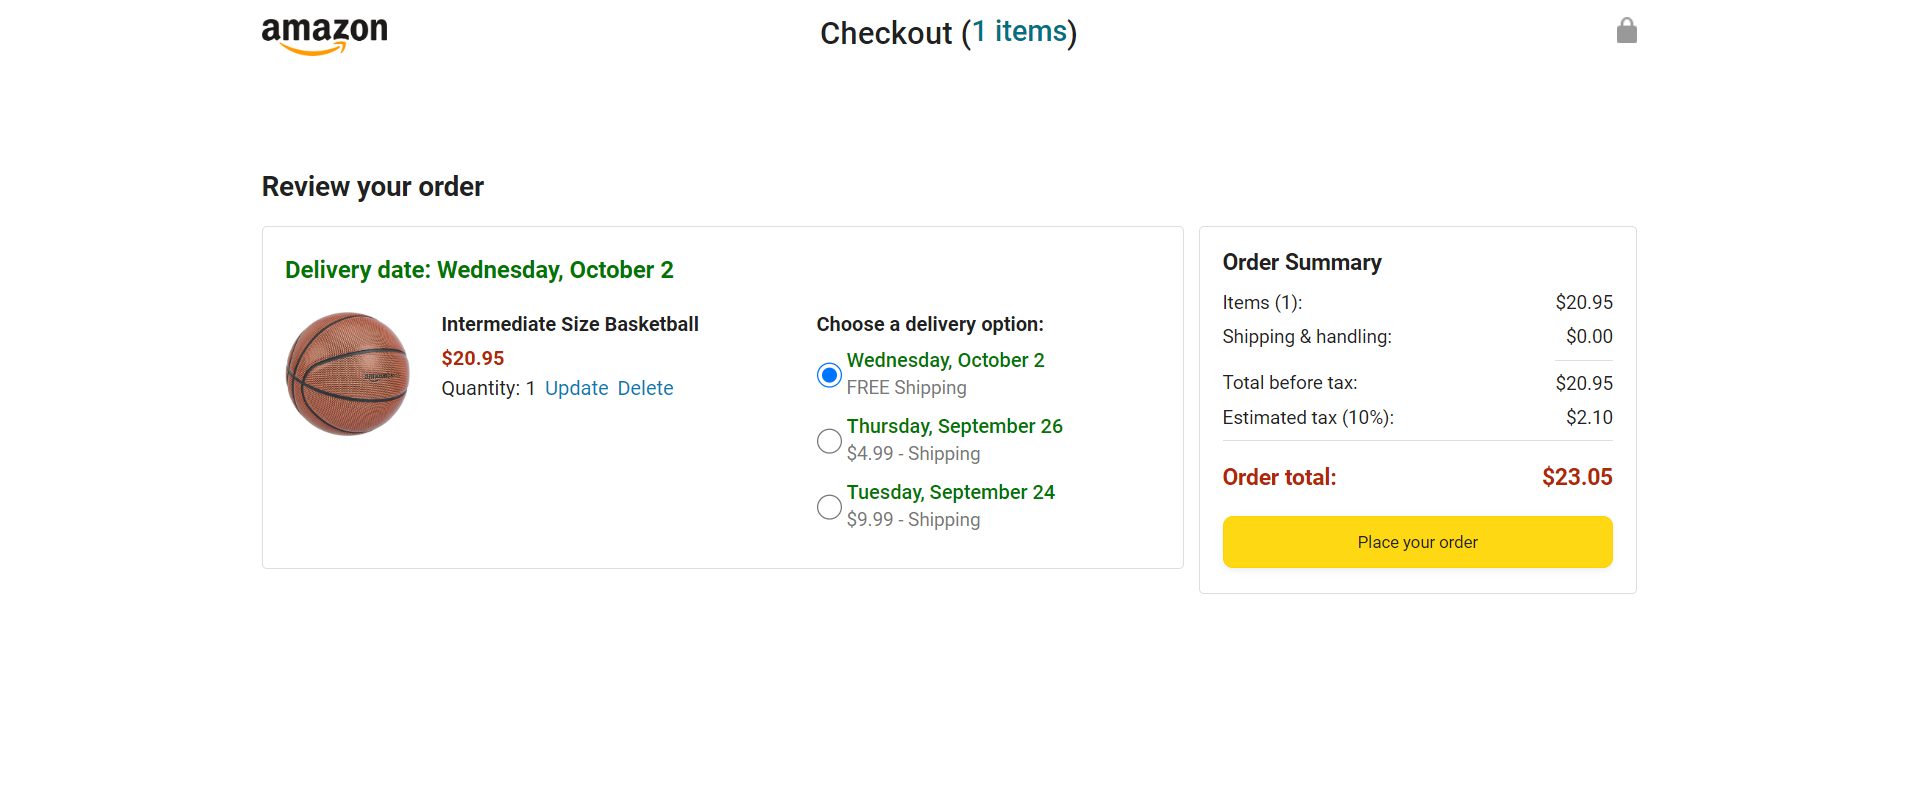 amazon
Checkout (1 items)
Review your order
Delivery date: Wednesday, October 2
Intermediate Size Basketball
$20.95
Quantity: 1 Update Delete
Choose a delivery option:
Wednesday, October 2
FREE Shipping
Thursday, September 26
$4.99 - Shipping
Tuesday, September 24
$9.99 - Shipping
Order Summary
Items (1): $20.95
Shipping & handling: $0.00
Total before tax: $20.95
Estimated tax (10%): $2.10
Order total: $23.05
Place your order